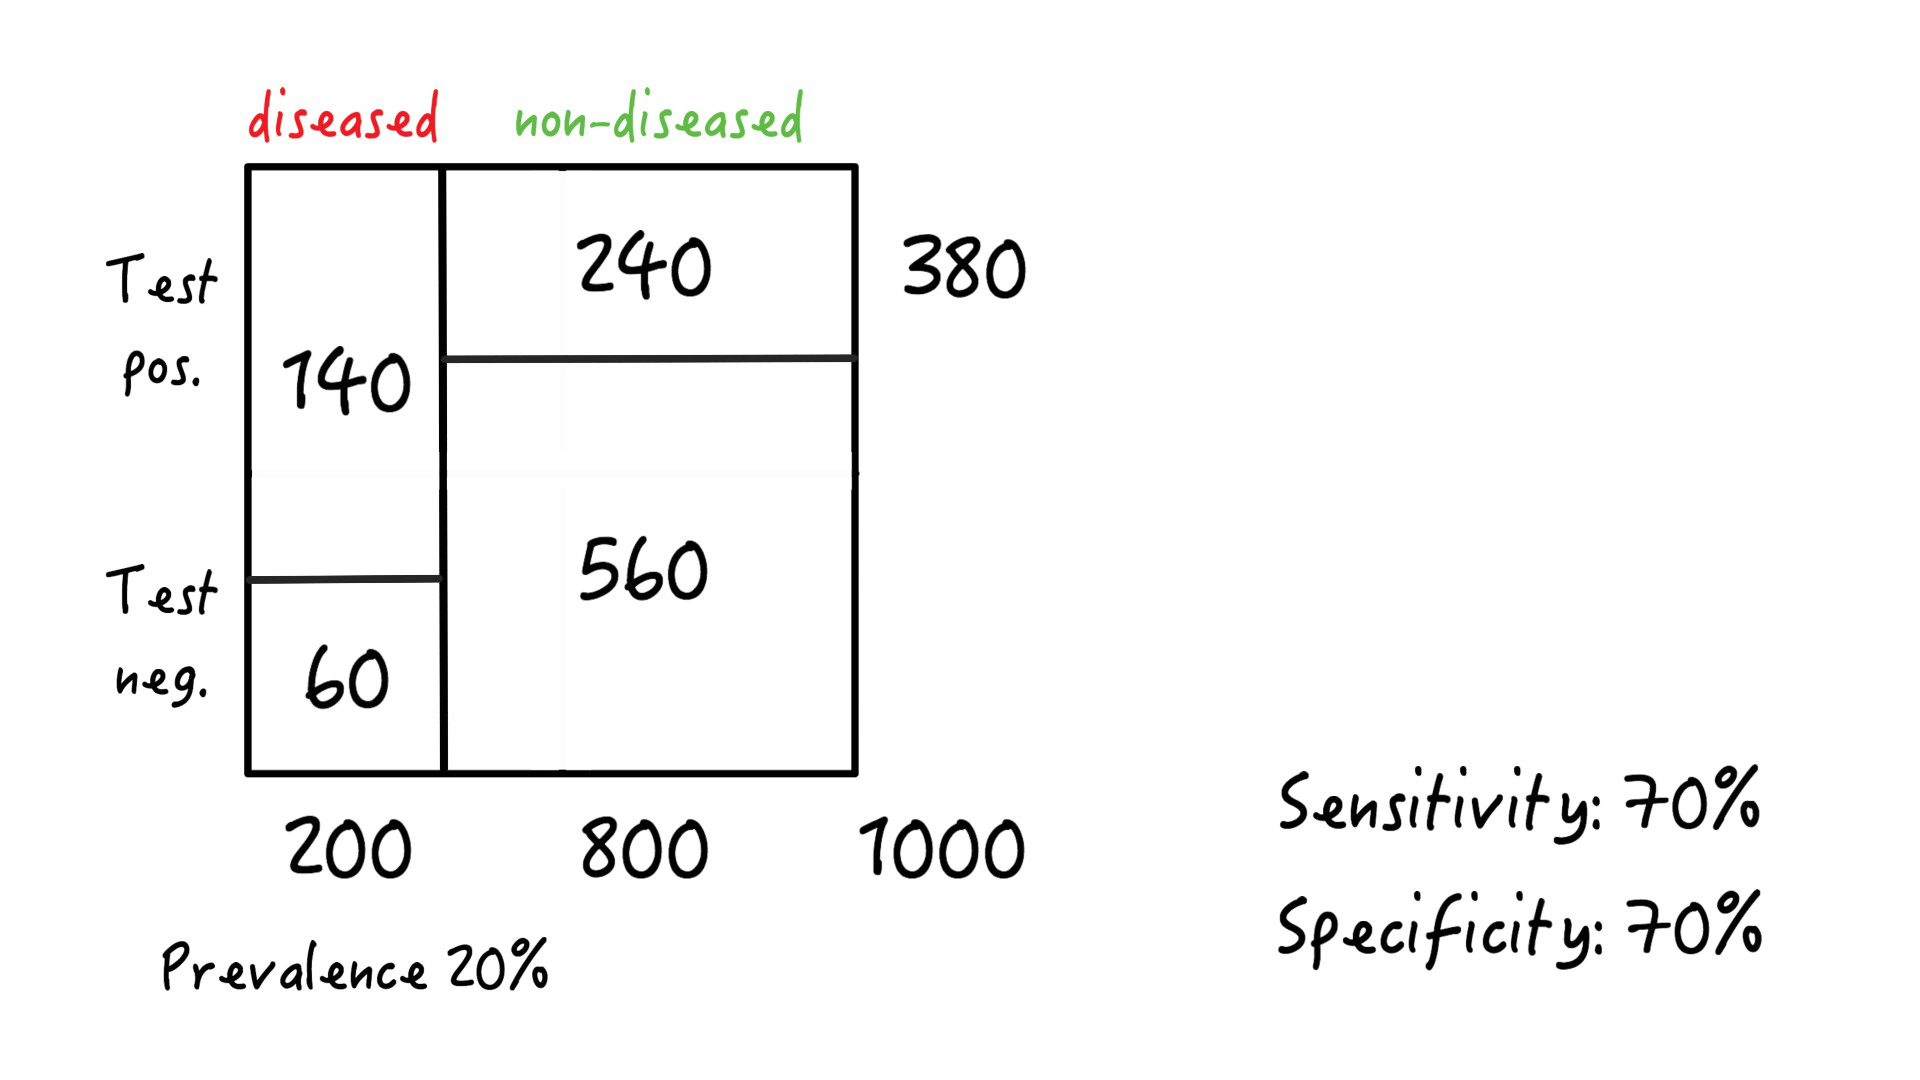 diseased non-diseased
240 380
Test
pos.
140
560
Test
neg.
60
200 800 1000
Prevalence 20%
Sensitivity: 70%
Specificity: 70%